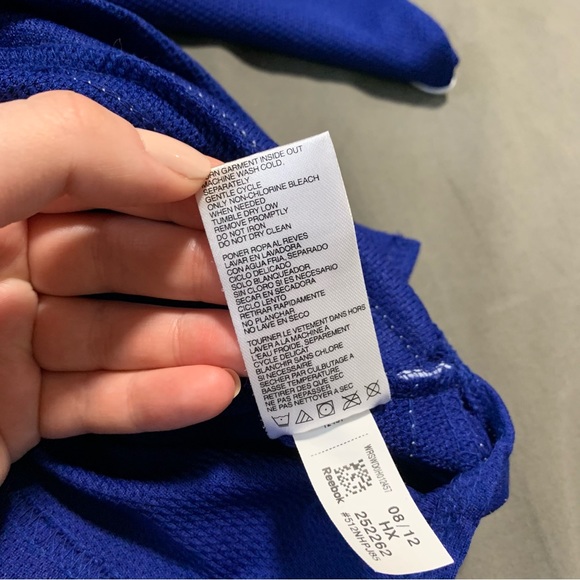 GARMENT INSIDE OUT
MACHINE WASH COLD,
SEPARATELY
GENTLE CYCLE
ONLY NON-CHLORINE BLEACH
WHEN NEEDED
TUMBLE DRY LOW
REMOVE PROMPTLY
DO NOT IRON
DO NOT DRY CLEAN
PONER ROPA AL REVES
LAVAR EN LAVADORA
CON AGUA FRIA, SEPARADO
CICLO DELICADO
SOLO BLANQUEADOR
SIN CLORO SI ES NECESARIO
SECAR EN SECADORA
CICLO LENTO
RETIRAR RAPIDAMENTE
NO PLANCHAR
NO LAVE EN SECO
TOURNER LE VETEMENT DANS HORS
LAVER A LA MACHINE A
L'EAU FROIDE, SEPAREMENT
CYCLE DELICAT
BLANCHIR SANS CHLORE
SI NECESSAIRE
SECHER PAR CULBUTAGE A
BASSE TEMPERATURE
RETIRER DES QUE SEC
NE PAS REPASSER
NE PAS NETTOYER A SEC
08/12
HX
252262
#512NHPJ85
Reebok